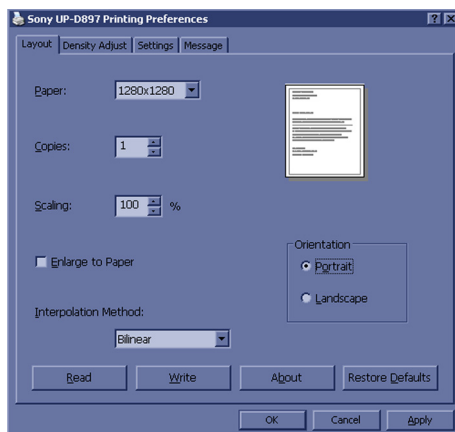 Sony UP-D897 Printing Preferences
Layout Density Adjust Settings Message
Paper: 1280x1280
Copies: 1
Scaling: 100 %
Enlarge to Paper
Orientation
Portrait
Landscape
Interpolation Method:
Bilinear
Read Write About Restore Defaults
OK Cancel Apply